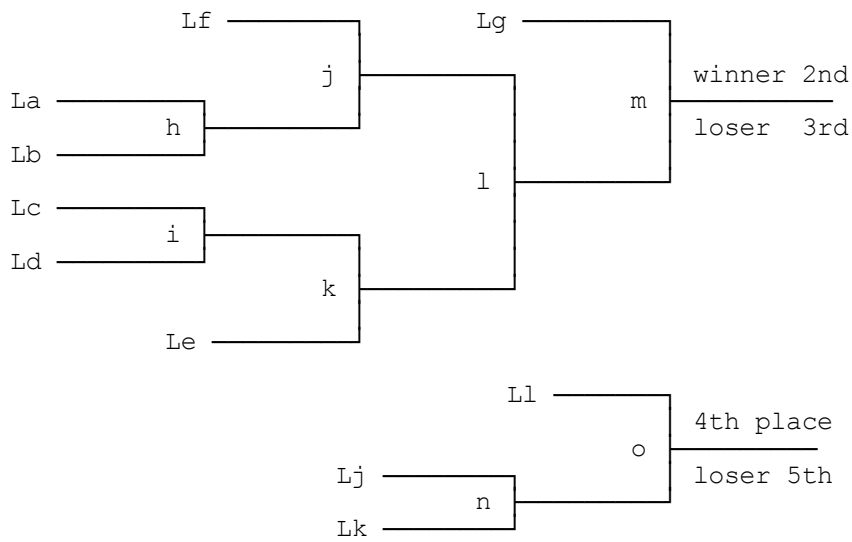 Lf
Lg
j
winner 2nd
La
m
h
loser 3rd
Lb
l
Lc
i
Ld
k
Le
Ll
4th place
o
Lj
loser 5th
n
Lk